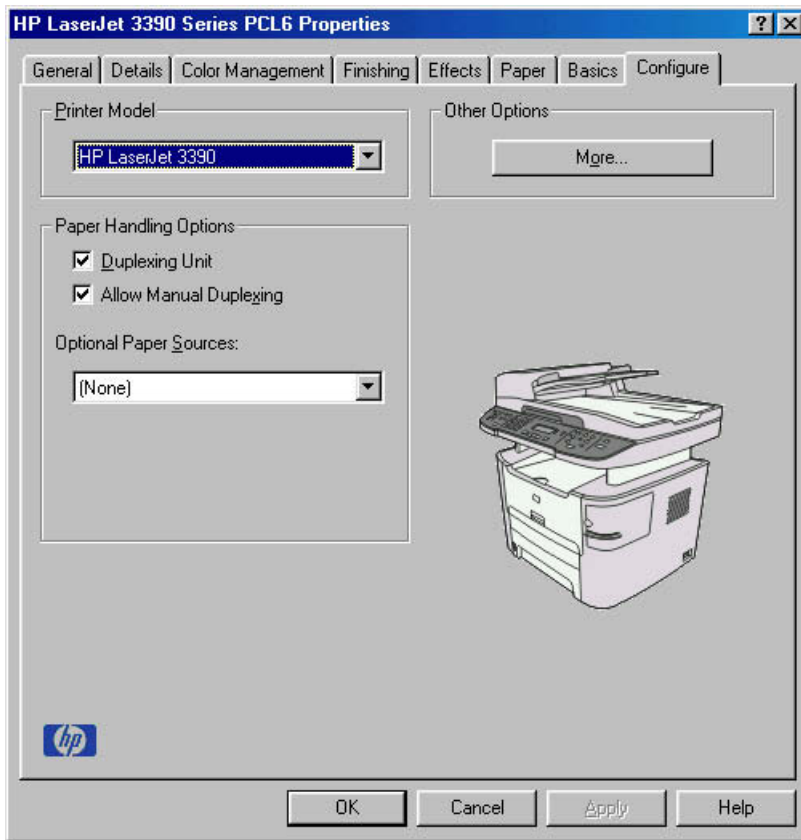 HP LaserJet 3390 Series PCL6 Properties
General Details Color Management Finishing Effects Paper Basics Configure
Printer Model
HP LaserJet 3390
Other Options
More...
Paper Handling Options
Duplexing Unit
Allow Manual Duplexing
Optional Paper Sources:
(None)
hp
OK Cancel Apply Help